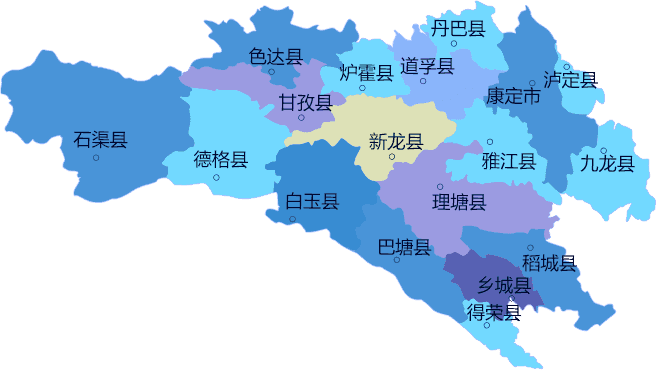 丹巴县
色达县
道孚县
炉霍县
泸定县
康定市
甘孜县
石渠县
新龙县
德格县
雅江县
九龙县
白玉县
理塘县
巴塘县
稻城县
乡城县
得荣县